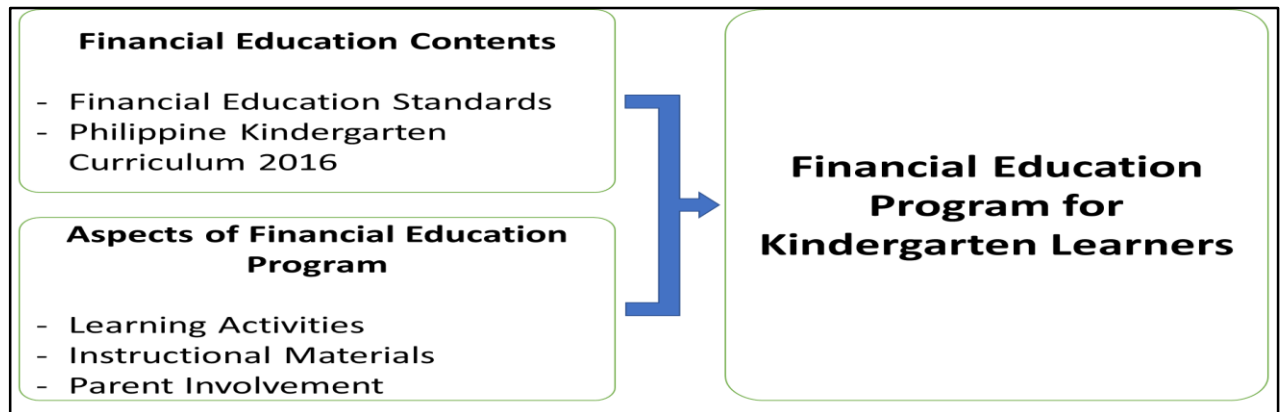 Financial Education Contents
- Financial Education Standards
- Philippine Kindergarten
Curriculum 2016
Aspects of Financial Education
Program
- Learning Activities
- Instructional Materials
- Parent Involvement
Financial Education
Program for
Kindergarten Learners